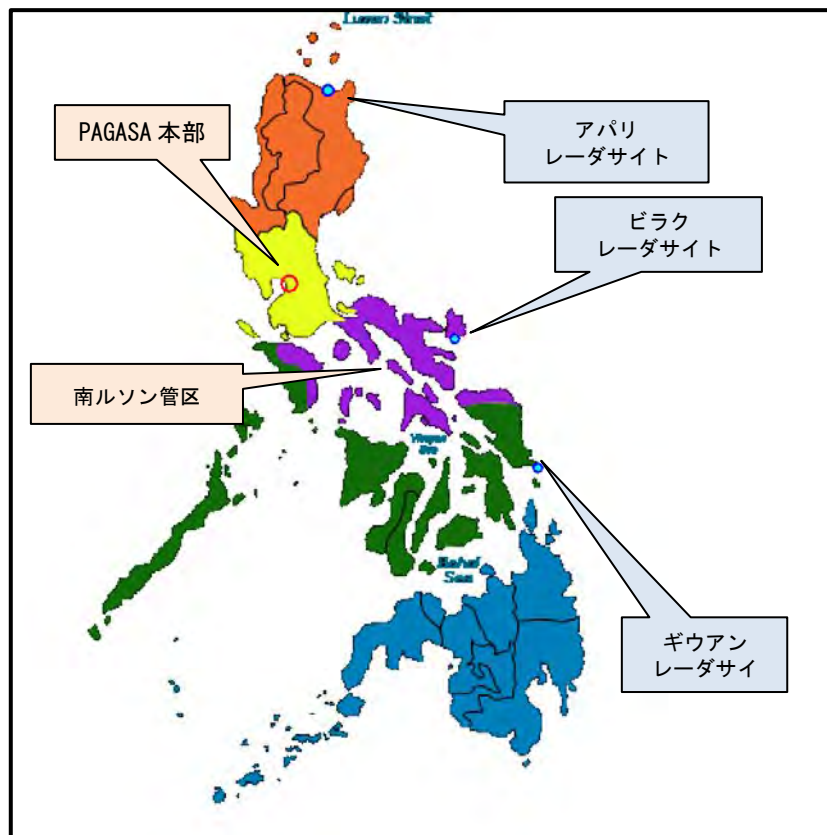 Luzon Strait
PAGASA 本部
アパリ
レーダサイト
ビラク
レーダサイト
南ルソン管区
Visayan
Sea
Bohol
Sea
ギウアン
レーダサイ